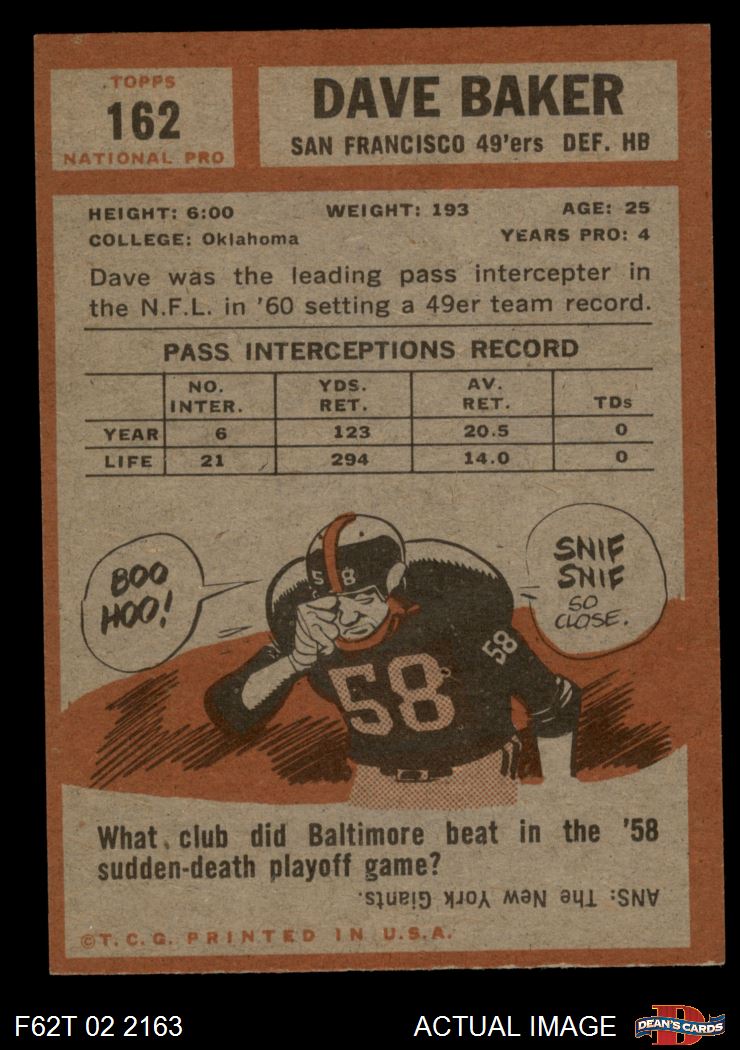 TOPPS
162
NATIONAL PRO
DAVE BAKER
SAN FRANCISCO 49'ers DEF. HB
HEIGHT: 6:00 WEIGHT: 193 AGE: 25
COLLEGE: Oklahoma YEARS PRO: 4
Dave was the leading pass intercepter in
the N.F.L. in '60 setting a 49er team record.
PASS INTERCEPTIONS RECORD
NO. INTER. YDS. RET. AV. RET. TDs
YEAR 6 123 20.5 0
LIFE 21 294 14.0 0
BOO
HOO!
SNIF
SNIF
SO
CLOSE.
58
58
58
What club did Baltimore beat in the '58
sudden-death playoff game?
ANS: The New York Giants.
©T.C.G. PRINTED IN U.S.A.
F62T 02 2163
ACTUAL IMAGE
D
DEAN'S CARDS